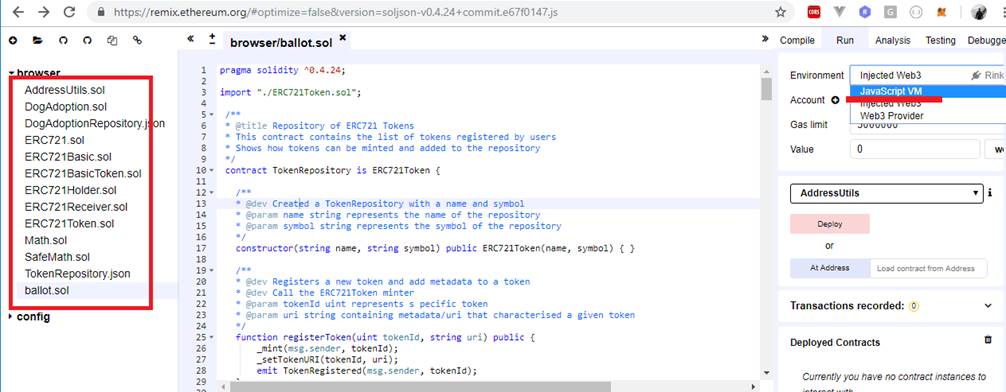 https://remix.ethereum.org/#optimize=false&version=soljson-v0.4.24+commit.e67f0147.js
CORS
browser
AddressUtils.sol
DogAdoption.sol
DogAdoptionRepository.json
ERC721.sol
ERC721Basic.sol
ERC721BasicToken.sol
ERC721Holder.sol
ERC721Receiver.sol
ERC721Token.sol
Math.sol
SafeMath.sol
TokenRepository.json
ballot.sol
config
« + - browser/ballot.sol ✖ »
1 pragma solidity ^0.4.24;
2
3 import "./ERC721Token.sol";
4
5 /**
6 * @title Repository of ERC721 Tokens
7 * This contract contains the list of tokens registered by users
8 * Shows how tokens can be minted and added to the repository
9 */
10 contract TokenRepository is ERC721Token {
11
12 /**
13 * @dev Created a TokenRepository with a name and symbol
14 * @param name string represents the name of the repository
15 * @param symbol string represents the symbol of the repository
16 */
17 constructor(string name, string symbol) public ERC721Token(name, symbol) { }
18
19 /**
20 * @dev Registers a new token and add metadata to a token
21 * @dev Call the ERC721Token minter
22 * @param tokenId uint represents s pecific token
23 * @param uri string containing metadata/uri that characterised a given token
24 */
25 function registerToken(uint tokenId, string uri) public {
26 _mint(msg.sender, tokenId);
27 _setTokenURI(tokenId, uri);
28 emit TokenRegistered(msg.sender, tokenId);
29
Compile Run Analysis Testing Debugge
Environment Injected Web3 Rink
JavaScript VM
Account Injected Web3
Web3 Provider
Gas limit 3000000
Value 0 we
AddressUtils
Deploy
or
At Address Load contract from Address
Transactions recorded: 0
Deployed Contracts
Currently you have no contract instances to
interact with